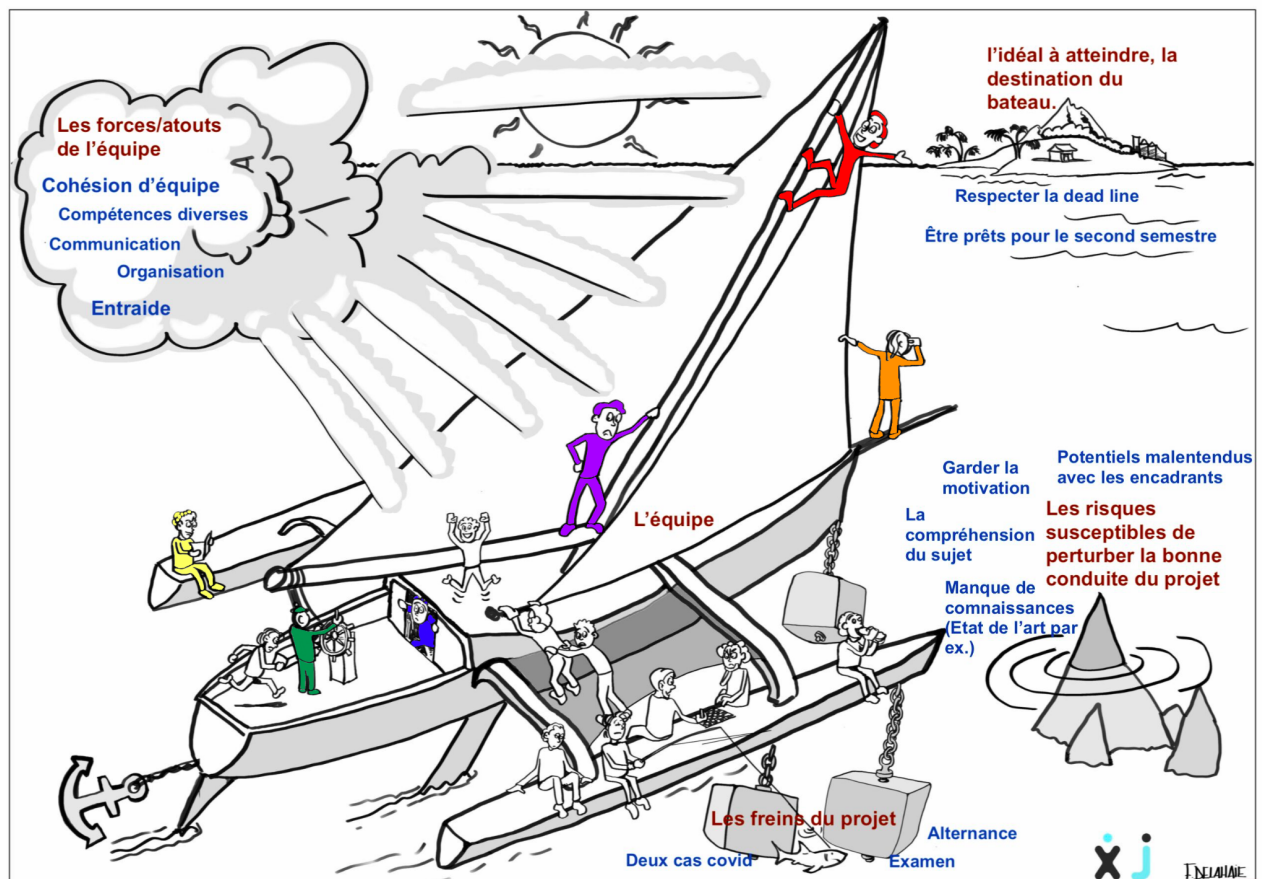 Les forces/atouts
de l'équipe
Cohésion d'équipe
Compétences diverses
Communication
Organisation
Entraide
l'idéal à atteindre, la
destination du
bateau.
Respecter la dead line
Être prêts pour le second semestre
L'équipe
Garder la
motivation
Potentiels malentendus
avec les encadrants
La
compréhension
du sujet
Les risques
susceptibles de
perturber la bonne
conduite du projet
Manque de
comnaissances
(Etat de l'art par
ex.)
Les freins du projet
Alternance
Deux cas covid
Examen
xj
F.DELAHAIE